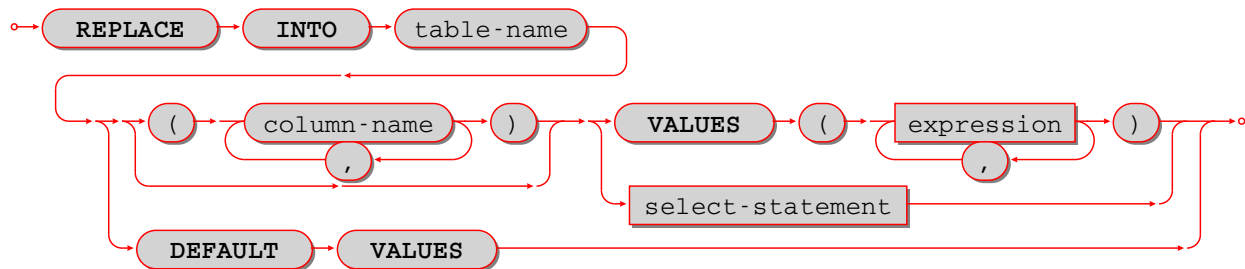 REPLACE INTO table-name
( column-name ) VALUES ( expression )
, ,
select-statement
DEFAULT VALUES